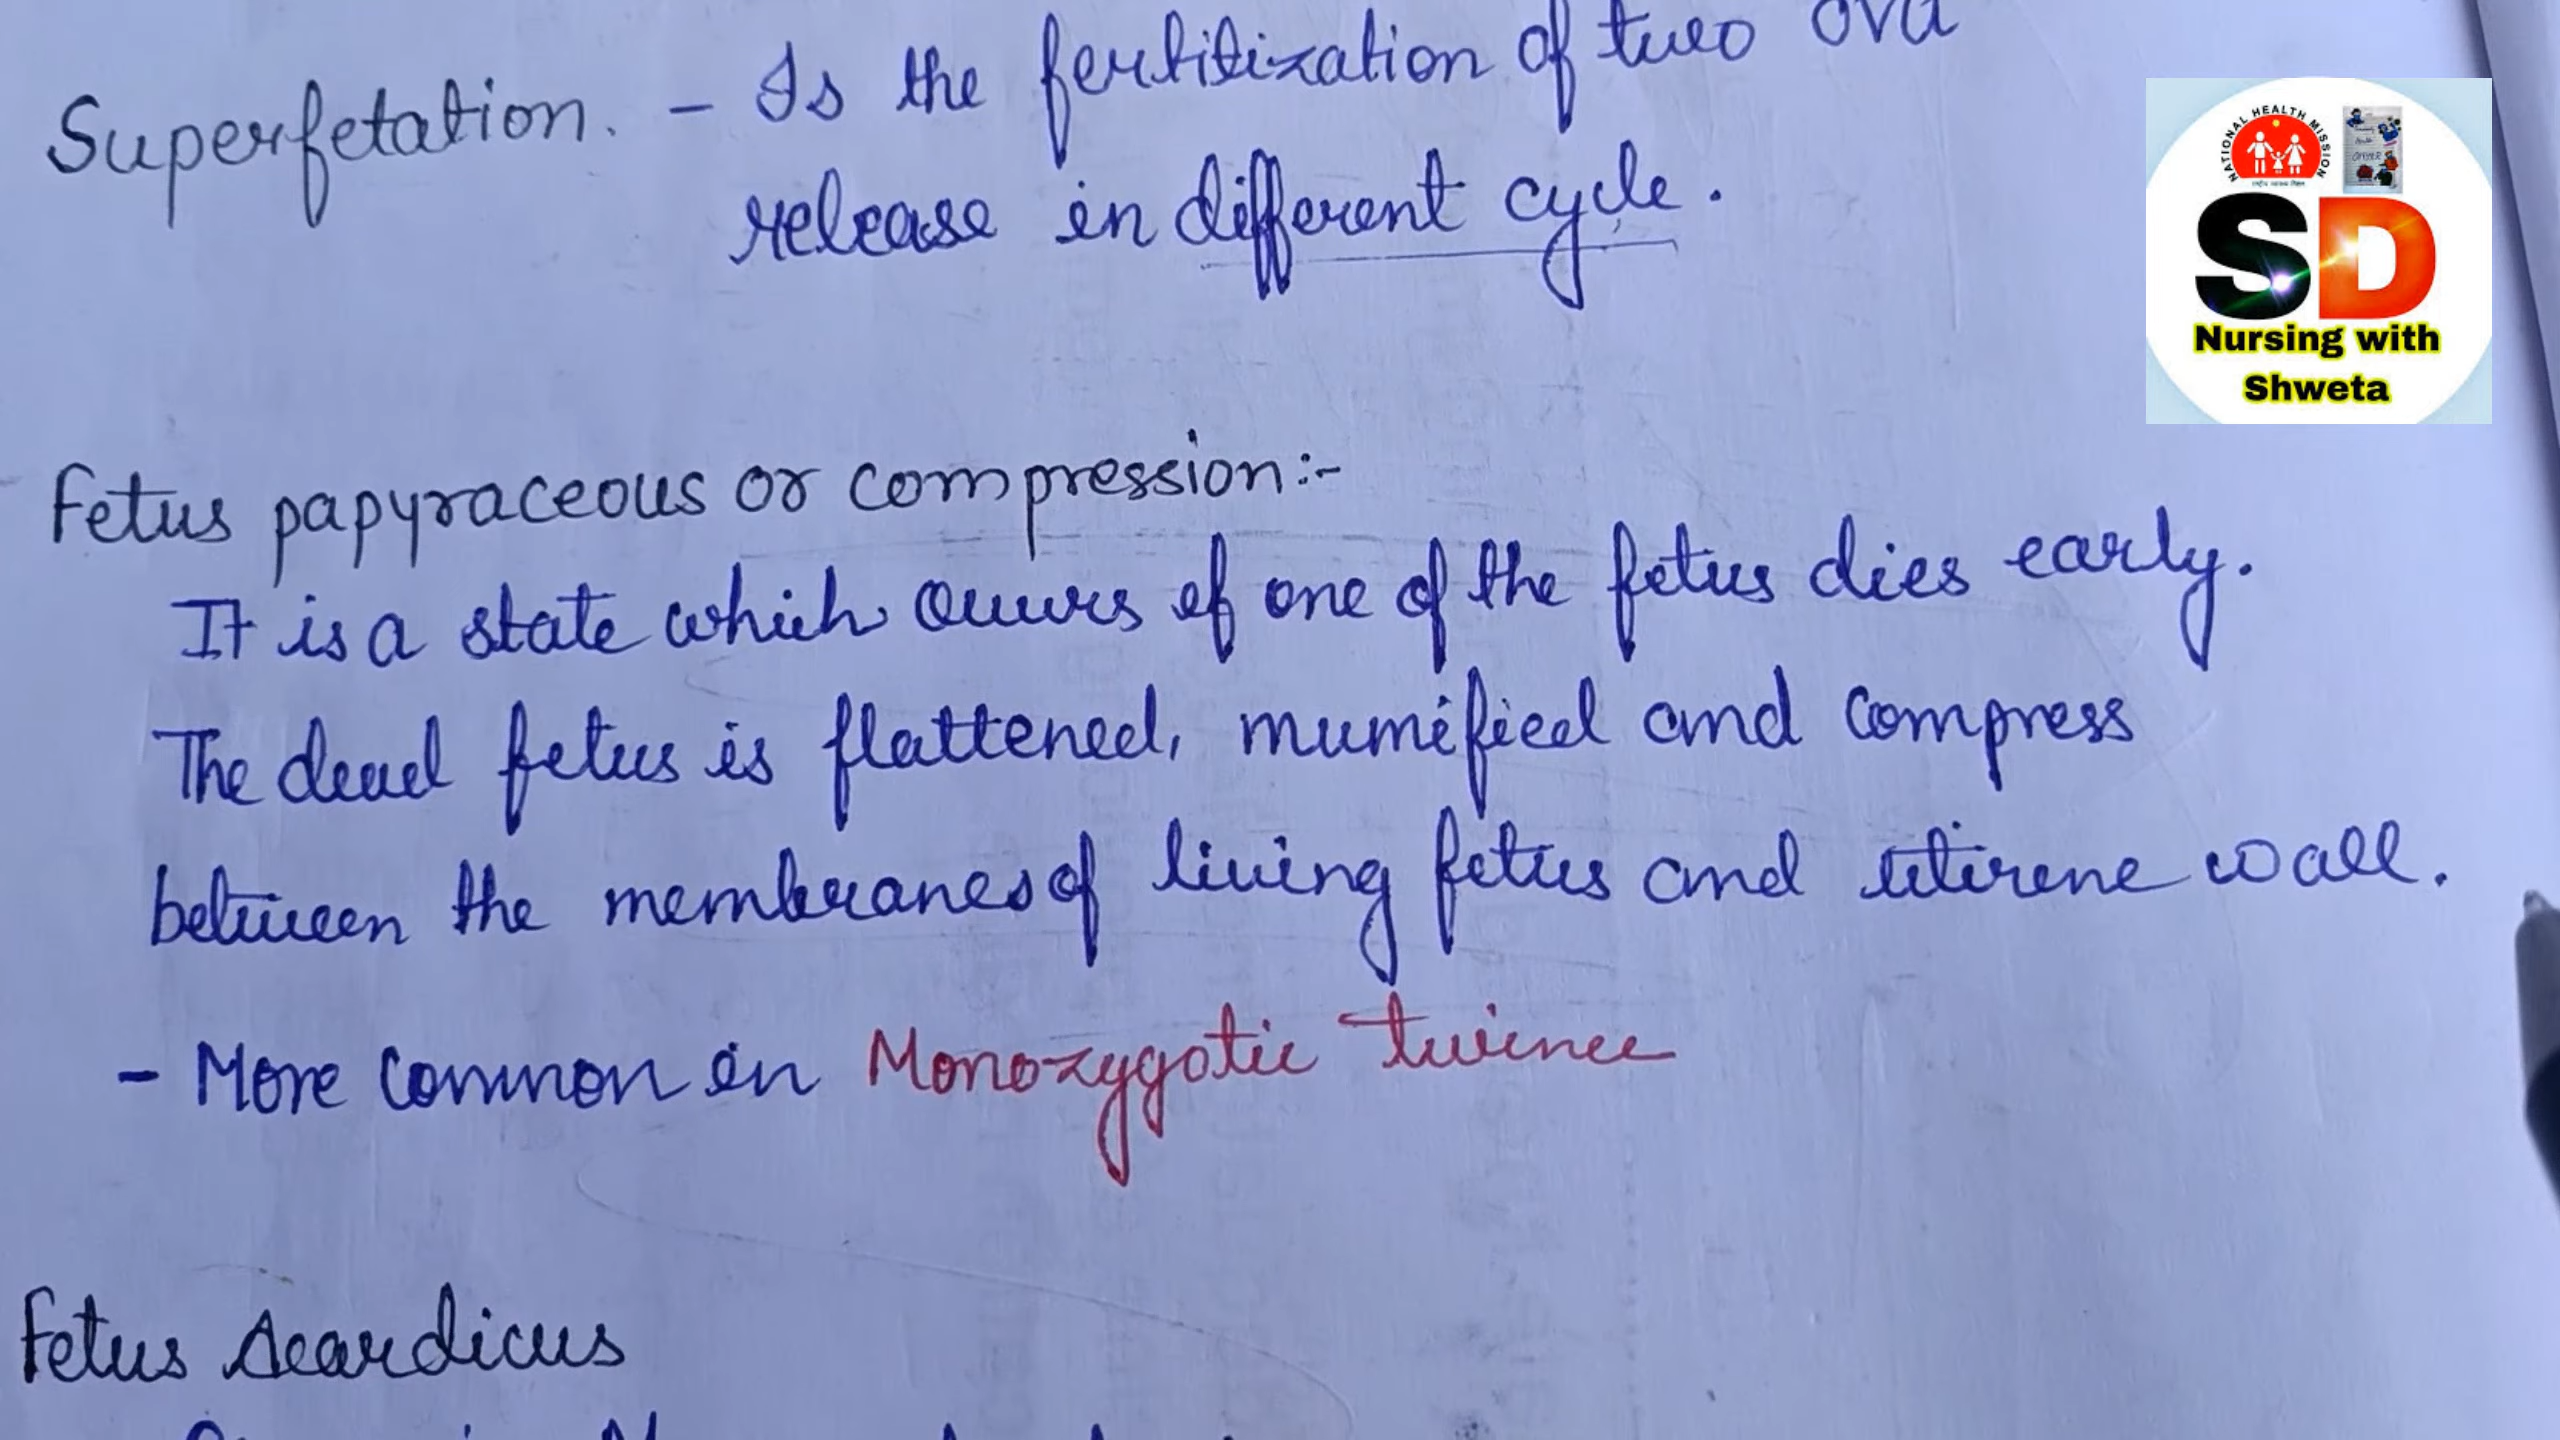 Superfetation. - Is the fertilization of two ova
release in different cycle.
Fetus papyraceous or compression:-
It is a state which occurs if one of the fetus dies early.
The dead fetus is flattened, mumified and compress
between the membranes of living fetus and utirene wall.
- More common in Monozygotic twince
Fetus Acardicus
NATIONAL HEALTH MISSION
SD
Nursing with
Shweta